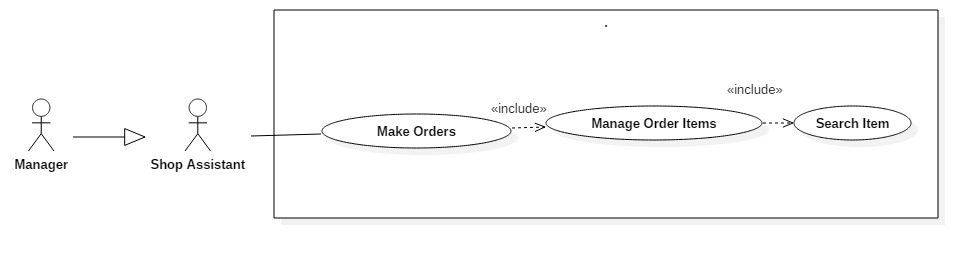 .
«include»
«include»
Make Orders
Manage Order Items
Search Item
Manager
Shop Assistant